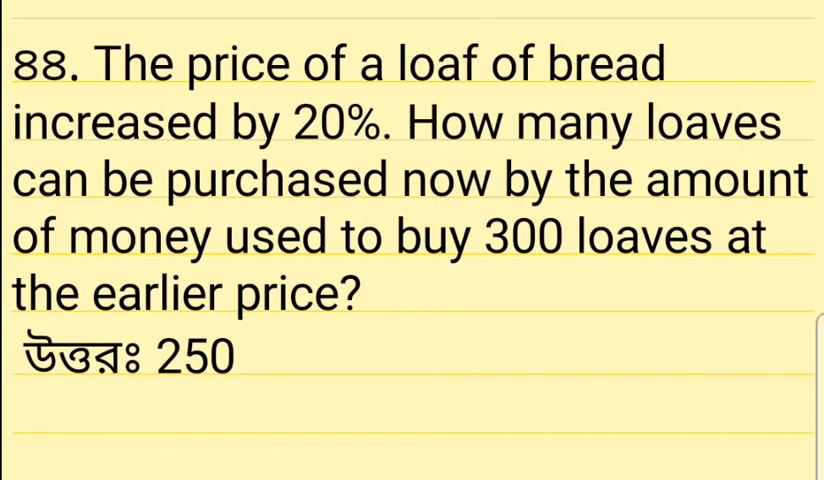 88. The price of a loaf of bread
increased by 20%. How many loaves
can be purchased now by the amount
of money used to buy 300 loaves at
the earlier price?
উত্তরঃ 250